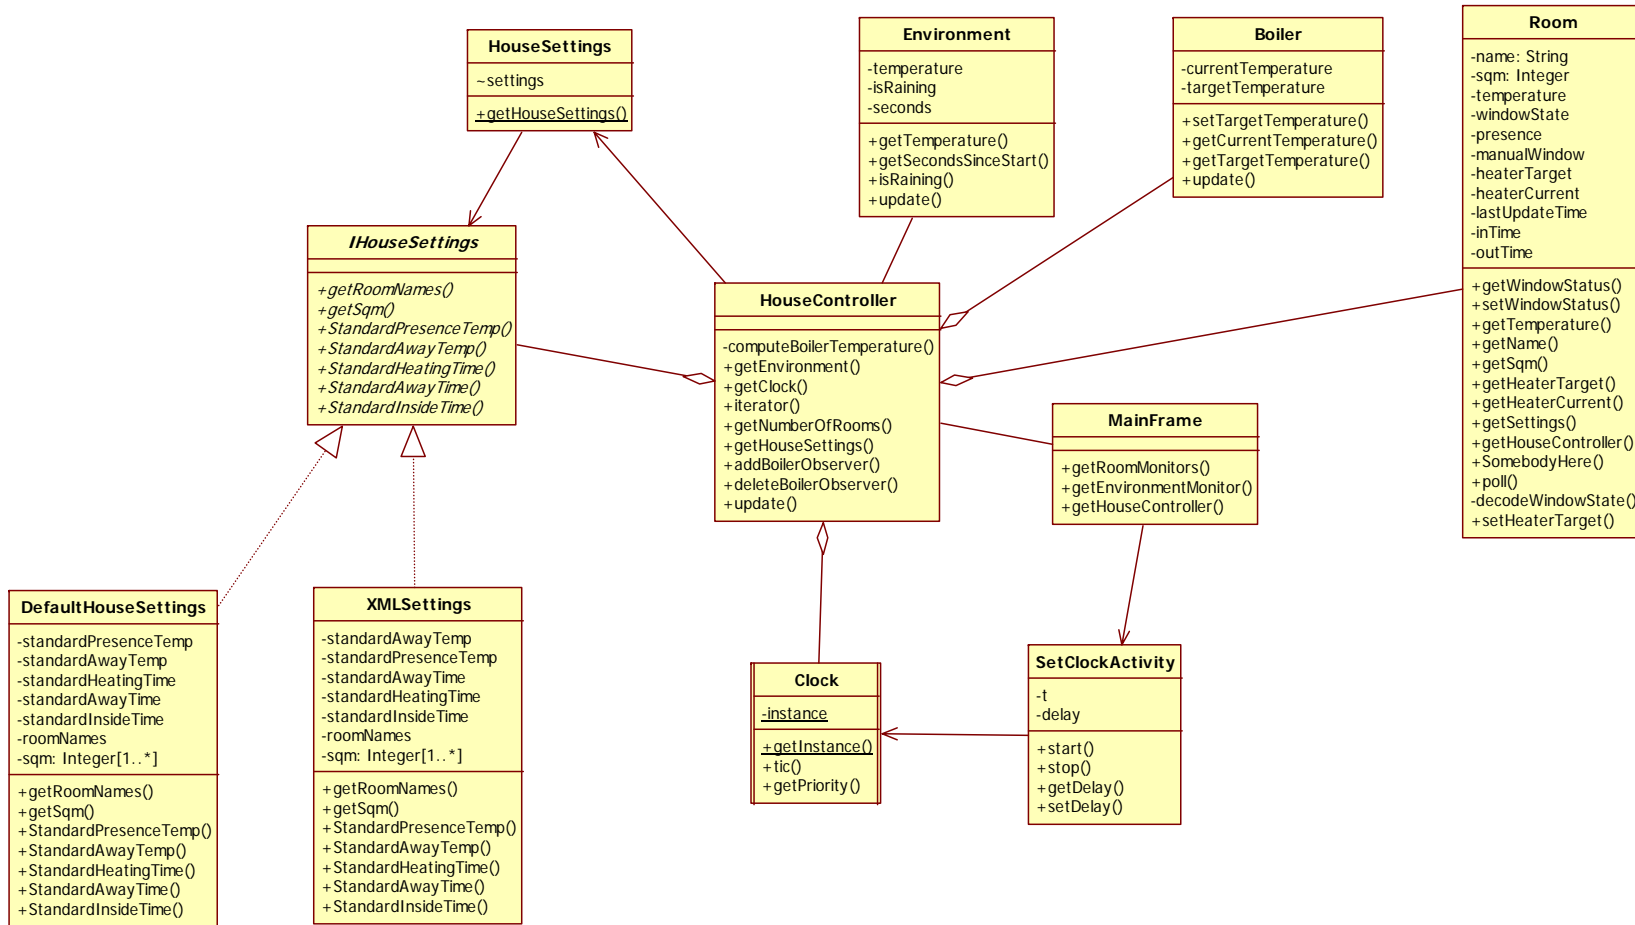 HouseSettings
~settings
+getHouseSettings()
Environment
-temperature
-isRaining
-seconds
+getTemperature()
+getSecondsSinceStart()
+isRaining()
+update()
Boiler
-currentTemperature
-targetTemperature
+setTargetTemperature()
+getCurrentTemperature()
+getTargetTemperature()
+update()
Room
-name: String
-sqm: Integer
-temperature
-windowState
-presence
-manualWindow
-heaterTarget
-heaterCurrent
-lastUpdateTime
-inTime
-outTime
+getWindowStatus()
+setWindowStatus()
+getTemperature()
+getName()
+getSqm()
+getHeaterTarget()
+getHeaterCurrent()
+getSettings()
+getHouseController()
+SomebodyHere()
+poll()
-decodeWindowState()
+setHeaterTarget()
IHouseSettings
+getRoomNames()
+getSqm()
+StandardPresenceTemp()
+StandardAwayTemp()
+StandardHeatingTime()
+StandardAwayTime()
+StandardInsideTime()
HouseController
-computeBoilerTemperature()
+getEnvironment()
+getClock()
+iterator()
+getNumberOfRooms()
+getHouseSettings()
+addBoilerObserver()
+deleteBoilerObserver()
+update()
MainFrame
+getRoomMonitors()
+getEnvironmentMonitor()
+getHouseController()
DefaultHouseSettings
-standardPresenceTemp
-standardAwayTemp
-standardHeatingTime
-standardAwayTime
-standardInsideTime
-roomNames
-sqm: Integer[1..*]
+getRoomNames()
+getSqm()
+StandardPresenceTemp()
+StandardAwayTemp()
+StandardHeatingTime()
+StandardAwayTime()
+StandardInsideTime()
XMLSettings
-standardAwayTemp
-standardPresenceTemp
-standardAwayTime
-standardHeatingTime
-standardInsideTime
-roomNames
-sqm: Integer[1..*]
+getRoomNames()
+getSqm()
+StandardPresenceTemp()
+StandardAwayTemp()
+StandardHeatingTime()
+StandardAwayTime()
+StandardInsideTime()
Clock
-instance
+getInstance()
+tic()
+getPriority()
SetClockActivity
-t
-delay
+start()
+stop()
+getDelay()
+setDelay()